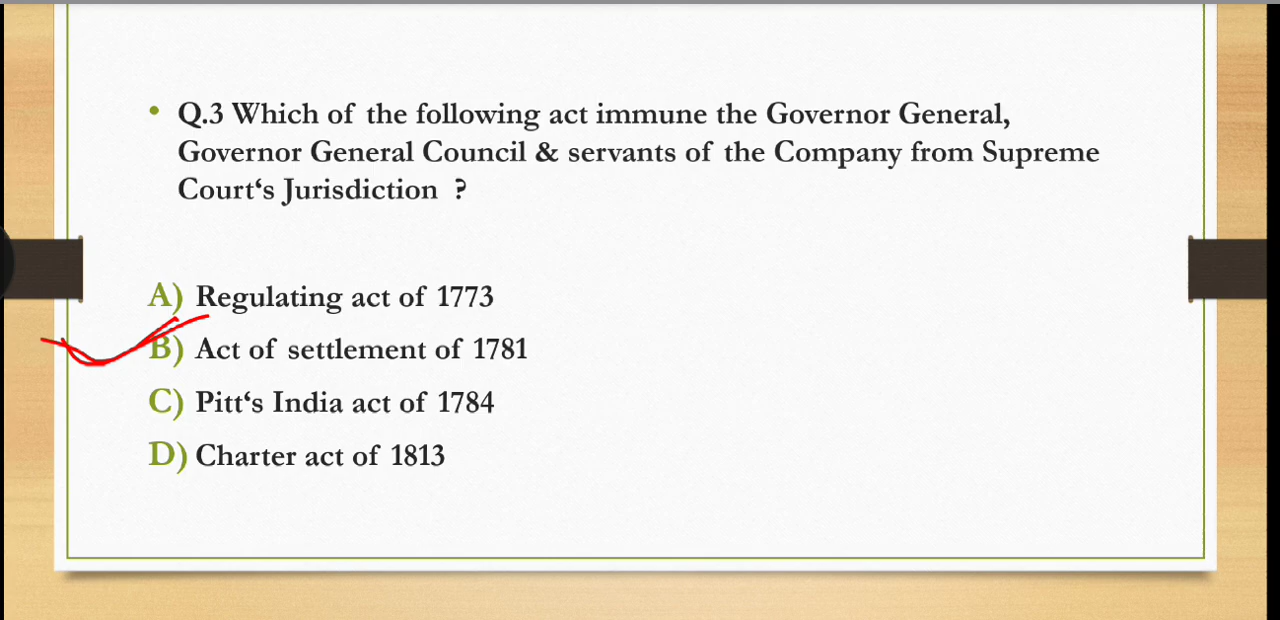 • Q.3 Which of the following act immune the Governor General,
Governor General Council & servants of the Company from Supreme
Court‘s Jurisdiction ?
A) Regulating act of 1773
B) Act of settlement of 1781
C) Pitt‘s India act of 1784
D) Charter act of 1813